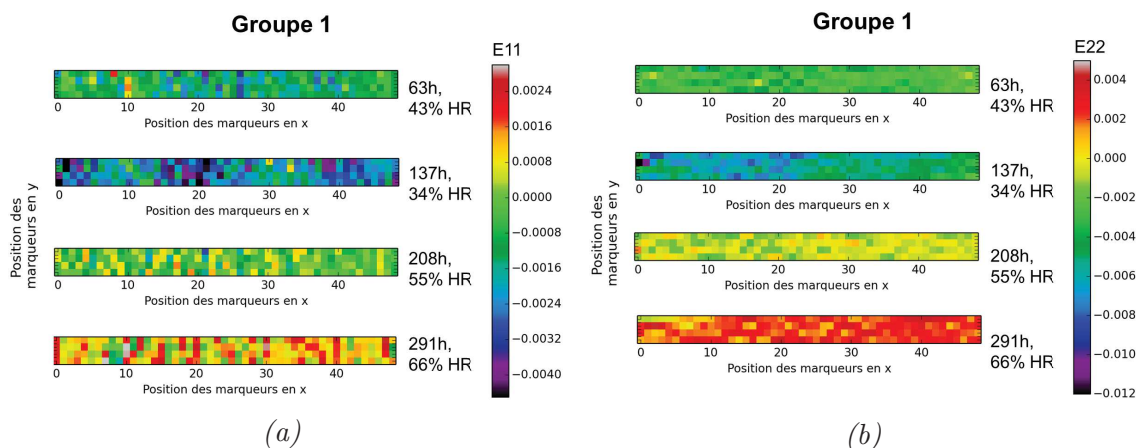 Groupe 1
E11
0 10 20 30 40
Position des marqueurs en x
63h,
43% HR
0 10 20 30 40
Position des marqueurs en x
137h,
34% HR
0 10 20 30 40
Position des marqueurs en x
208h,
55% HR
0 10 20 30 40
Position des marqueurs en x
291h,
66% HR
Position des
marqueurs en y
0.0024
0.0016
0.0008
0.0000
−0.0008
−0.0016
−0.0024
−0.0032
−0.0040
(a)
Groupe 1
E22
0 10 20 30 40
Position des marqueurs en x
63h,
43% HR
0 10 20 30 40
Position des marqueurs en x
137h,
34% HR
0 10 20 30 40
Position des marqueurs en x
208h,
55% HR
0 10 20 30 40
Position des marqueurs en x
291h,
66% HR
Position des
marqueurs en y
0.004
0.002
0.000
−0.002
−0.004
−0.006
−0.008
−0.010
−0.012
(b)